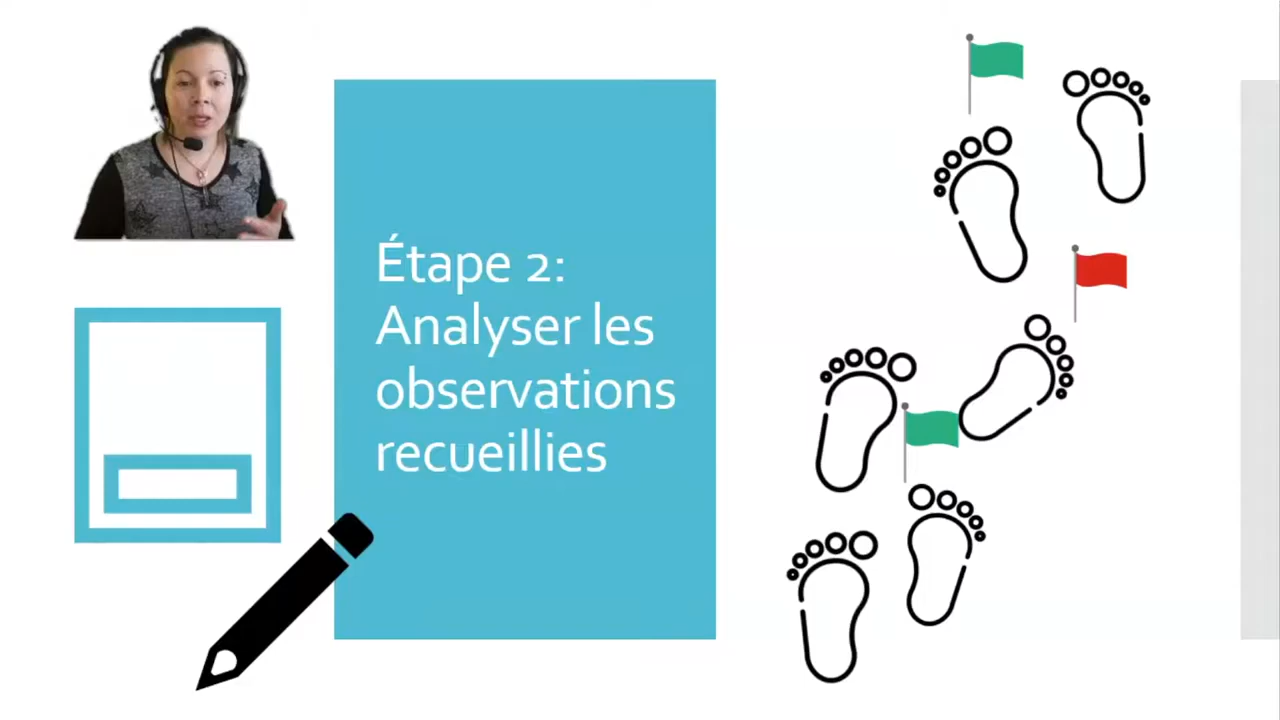 Étape 2:
Analyser les
observations
recueillies